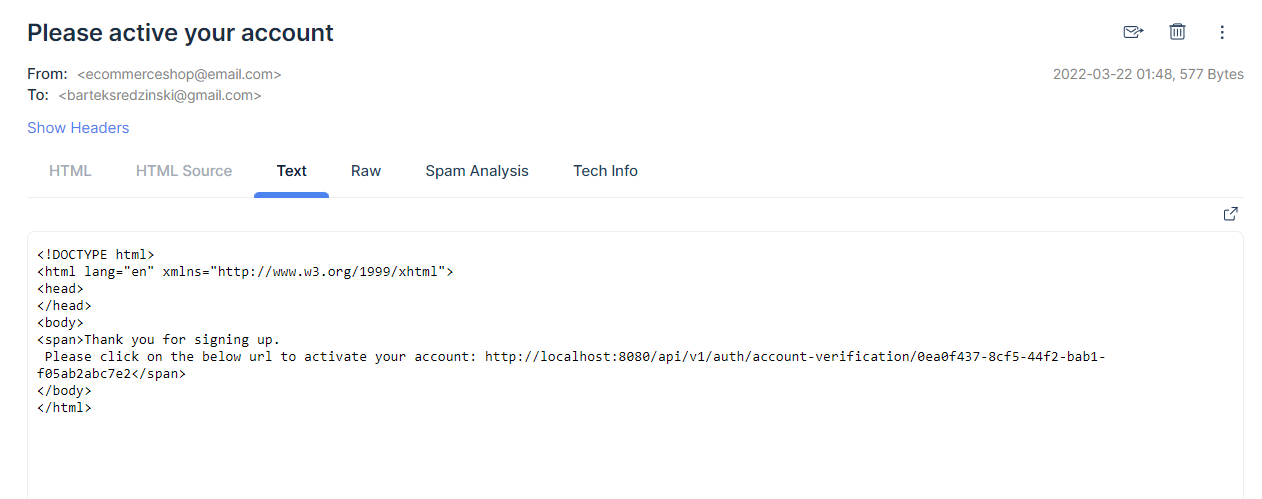 Please active your account
From: <ecommerceshop@email.com>
2022-03-22 01:48, 577 Bytes
To: <barteksredzinski@gmail.com>
Show Headers
HTML HTML Source Text Raw Spam Analysis Tech Info
<!DOCTYPE html>
<html lang="en" xmlns="http://www.w3.org/1999/xhtml">
<head>
</head>
<body>
<span>Thank you for signing up.
 Please click on the below url to activate your account: http://localhost:8080/api/v1/auth/account-verification/0ea0f437-8cf5-44f2-bab1-
f05ab2abc7e2</span>
</body>
</html>